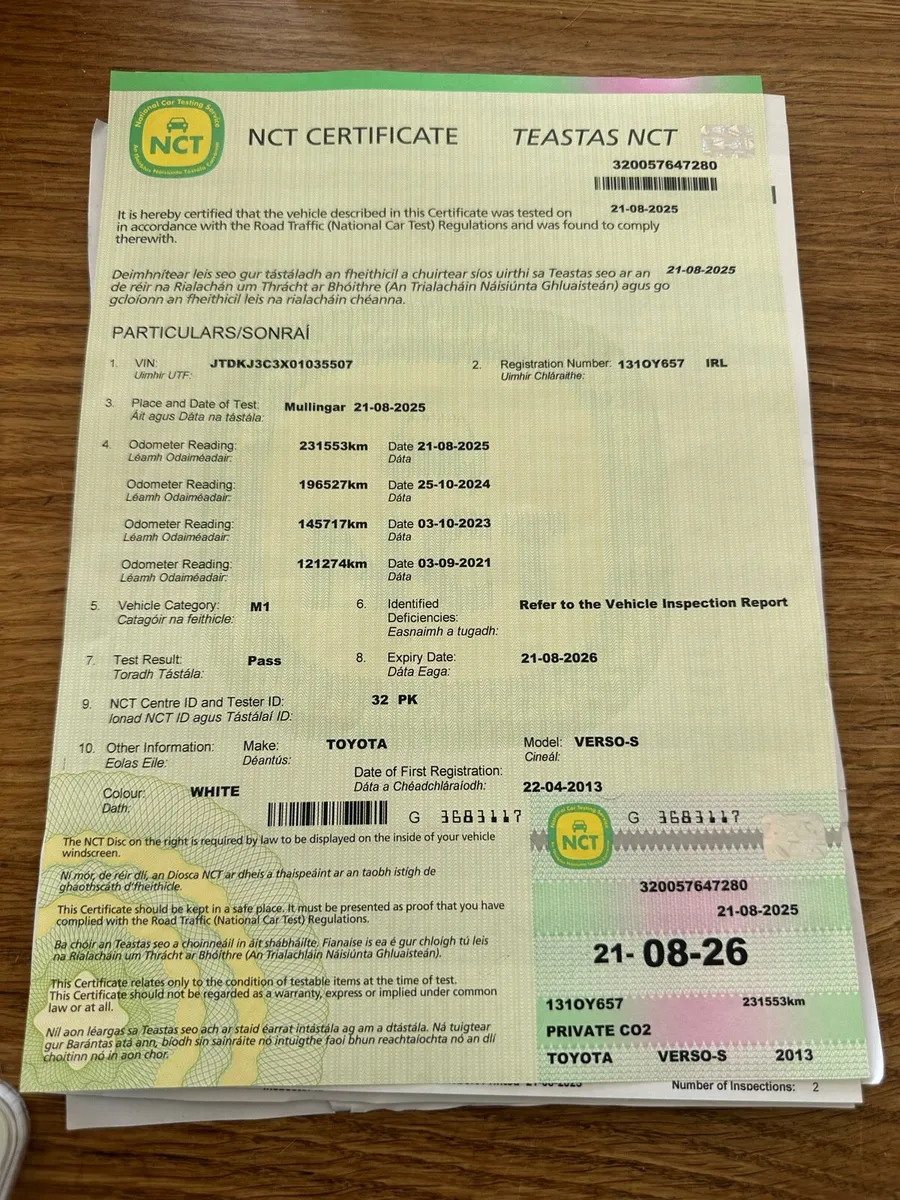 National Car Testing Service
NCT
An tSeirbhís Náisiúnta Tástála Carranna
NCT CERTIFICATE TEASTAS NCT
320057647280
It is hereby certified that the vehicle described in this Certificate was tested on 21-08-2025
in accordance with the Road Traffic (National Car Test) Regulations and was found to comply
therewith.
Deimhnítear leis seo gur tástáladh an fheithicil a chuirtear síos uirthi sa Teastas seo ar an 21-08-2025
de réir na Rialachán um Thrácht ar Bhóithre (An Trialacháin Náisiúnta Ghluaisteán) agus go
gcloíonn an fheithicil leis na rialacháin chéanna.
PARTICULARS/SONRAÍ
1. VIN: JTDKJ3C3X01035507 2. Registration Number: 131OY657 IRL
Uimhir UTF: Uimhir Chláraithe:
3. Place and Date of Test: Mullingar 21-08-2025
Áit agus Dáta na tástála:
4. Odometer Reading: 231553km Date 21-08-2025
Léamh Odaiméadair: Dáta
Odometer Reading: 196527km Date 25-10-2024
Léamh Odaiméadair: Dáta
Odometer Reading: 145717km Date 03-10-2023
Léamh Odaiméadair: Dáta
Odometer Reading: 121274km Date 03-09-2021
Léamh Odaiméadair: Dáta
5. Vehicle Category: M1 6. Identified Refer to the Vehicle Inspection Report
Catagóir na feithicle: Deficiencies:
Easnaimh a tugadh:
7. Test Result: Pass 8. Expiry Date: 21-08-2026
Toradh Tástála: Dáta Eaga:
9. NCT Centre ID and Tester ID: 32 PK
Ionad NCT ID agus Tástálaí ID:
10. Other Information: Make: TOYOTA Model: VERSO-S
Eolas Eile: Déantús: Cineál:
Date of First Registration:
Colour: WHITE Dáta a Chéadchláraíodh: 22-04-2013
Dath:
G 3683117
The NCT Disc on the right is required by law to be displayed on the inside of your vehicle
windscreen.
Ní mór, de réir dlí, an Diosca NCT ar dheis a thaispeáint ar an taobh istigh de
ghaothscáth d'fheithicle.
This Certificate should be kept in a safe place. It must be presented as proof that you have
complied with the Road Traffic (National Car Test) Regulations.
Ba chóir an Teastas seo a choinneáil in áit shábháilte. Fianaise is ea é gur chloígh tú leis
na Rialacháin um Thrácht ar Bhóithre (An Trialacháin Náisiúnta Ghluaisteán).
This Certificate relates only to the condition of testable items at the time of test.
This Certificate should not be regarded as a warranty, express or implied under common
law or at all.
Níl aon léargas sa Teastas seo ach ar staid éarrat intástála ag am a dtástála. Ná tuigtear
gur Barántas atá ann, bíodh sin sainráite nó intuigthe faoi bhun reachtaíochta nó an dlí
choitinn nó in aon chor.
NCT
G 3683117
320057647280
21-08-2025
21-08-26
131OY657 231553km
PRIVATE CO2
TOYOTA VERSO-S 2013
21-08-2025 Number of Inspections: 2